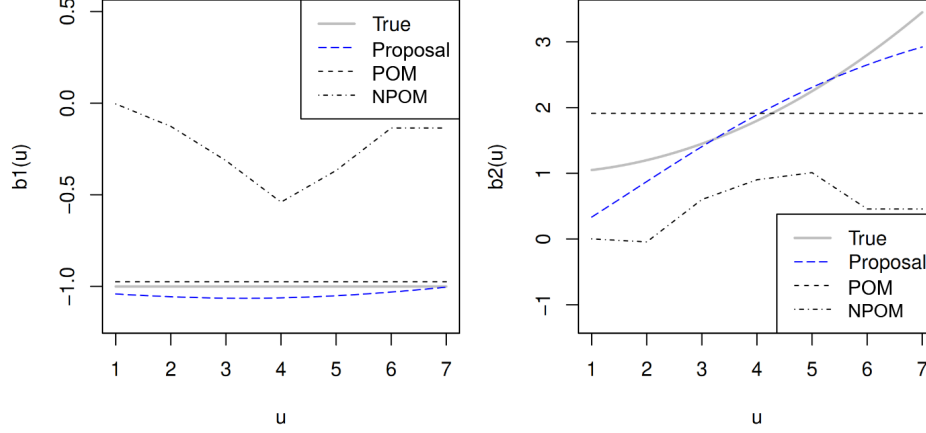 b1(u)
0.5
0.0
−0.5
−1.0
True
Proposal
POM
NPOM
1 2 3 4 5 6 7
u
b2(u)
3
2
1
0
−1
True
Proposal
POM
NPOM
1 2 3 4 5 6 7
u